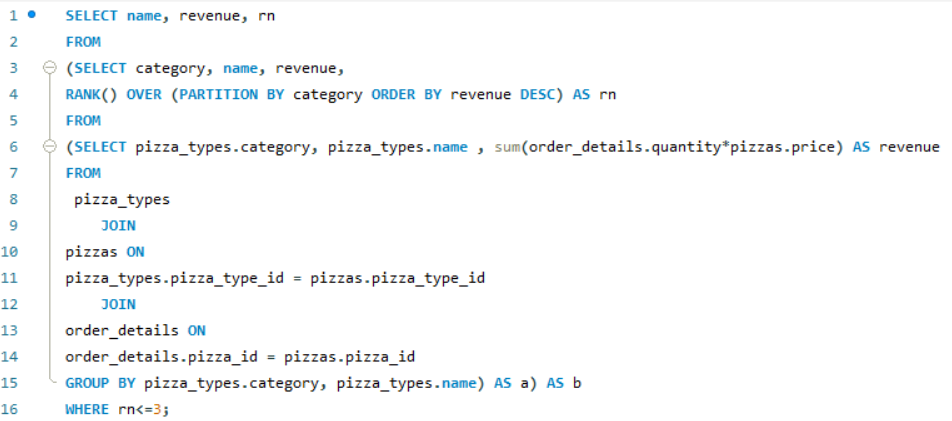 1 SELECT name, revenue, rn
2 FROM
3 (SELECT category, name, revenue,
4 RANK() OVER (PARTITION BY category ORDER BY revenue DESC) AS rn
5 FROM
6 (SELECT pizza_types.category, pizza_types.name , sum(order_details.quantity*pizzas.price) AS revenue
7 FROM
8 pizza_types
9 JOIN
10 pizzas ON
11 pizza_types.pizza_type_id = pizzas.pizza_type_id
12 JOIN
13 order_details ON
14 order_details.pizza_id = pizzas.pizza_id
15 GROUP BY pizza_types.category, pizza_types.name) AS a) AS b
16 WHERE rn<=3;